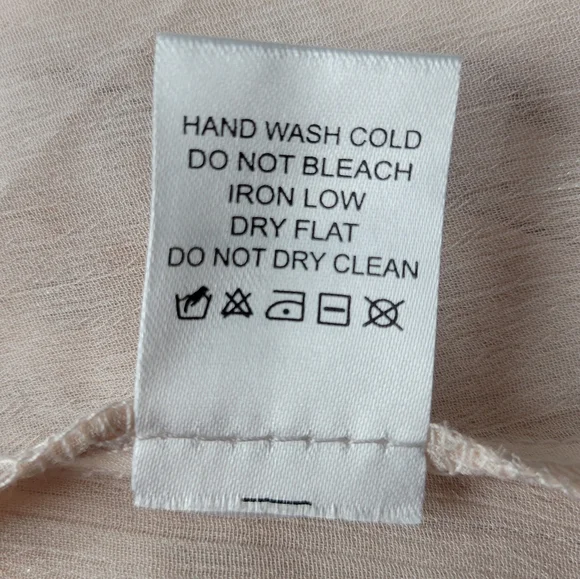 HAND WASH COLD
DO NOT BLEACH
IRON LOW
DRY FLAT
DO NOT DRY CLEAN